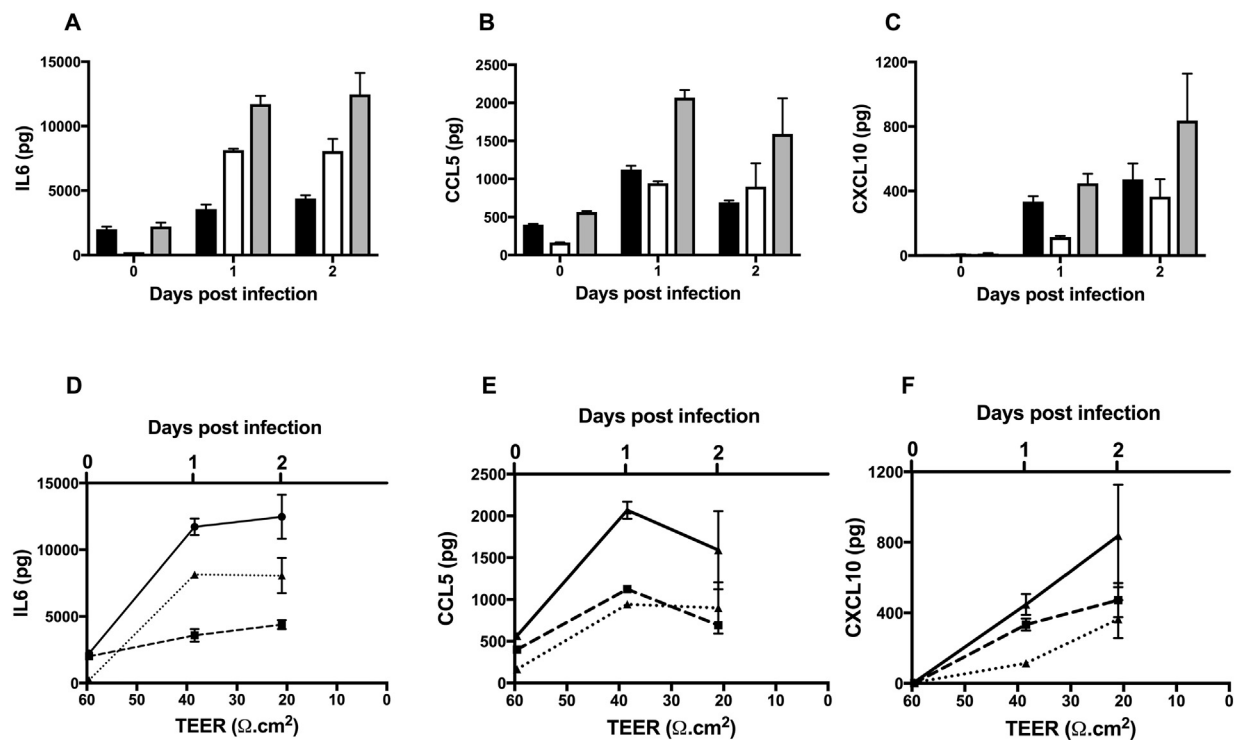 A
IL6 (pg)
15000
10000
5000
0
0 1 2
Days post infection
B
CCL5 (pg)
2500
2000
1500
1000
500
0
0 1 2
Days post infection
C
CXCL10 (pg)
1200
800
400
0
0 1 2
Days post infection
D
Days post infection
0 1 2
IL6 (pg)
15000
10000
5000
0
60 50 40 30 20 10 0
TEER (Ω.cm²)
E
Days post infection
0 1 2
CCL5 (pg)
2500
2000
1500
1000
500
0
60 50 40 30 20 10 0
TEER (Ω.cm²)
F
Days post infection
0 1 2
CXCL10 (pg)
1200
800
400
0
60 50 40 30 20 10 0
TEER (Ω.cm²)